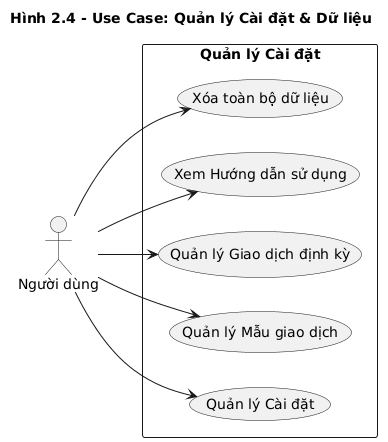 Hình 2.4 - Use Case: Quản lý Cài đặt & Dữ liệu
Quản lý Cài đặt
Xóa toàn bộ dữ liệu
Xem Hướng dẫn sử dụng
Quản lý Giao dịch định kỳ
Người dùng
Quản lý Mẫu giao dịch
Quản lý Cài đặt